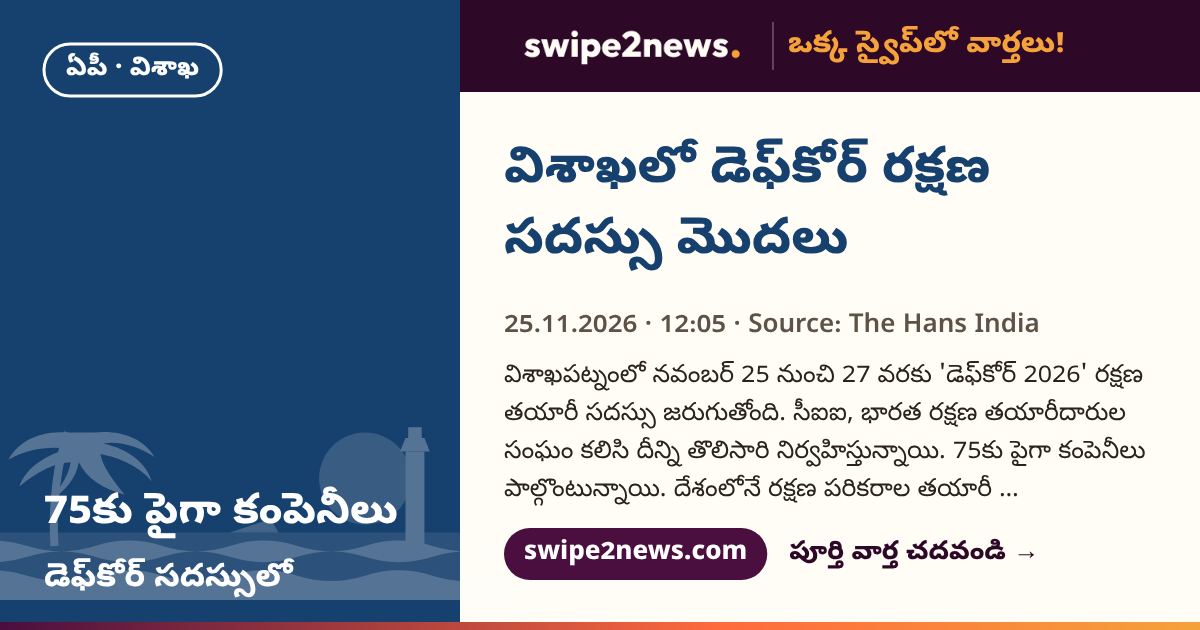 ఏపీ · విశాఖ
75కు పైగా కంపెనీలు
డెఫ్‌కోర్ సదస్సులో
swipe2news.
ఒక్క స్వైప్‌లో వార్తలు!
విశాఖలో డెఫ్‌కోర్ రక్షణ
సదస్సు మొదలు
25.11.2026 · 12:05 · Source: The Hans India
విశాఖపట్నంలో నవంబర్ 25 నుంచి 27 వరకు 'డెఫ్‌కోర్ 2026' రక్షణ
తయారీ సదస్సు జరుగుతోంది. సీఐఐ, భారత రక్షణ తయారీదారుల
సంఘం కలిసి దీన్ని తొలిసారి నిర్వహిస్తున్నాయి. 75కు పైగా కంపెనీలు
పాల్గొంటున్నాయి. దేశంలోనే రక్షణ పరికరాల తయారీ ...
swipe2news.com
పూర్తి వార్త చదవండి →